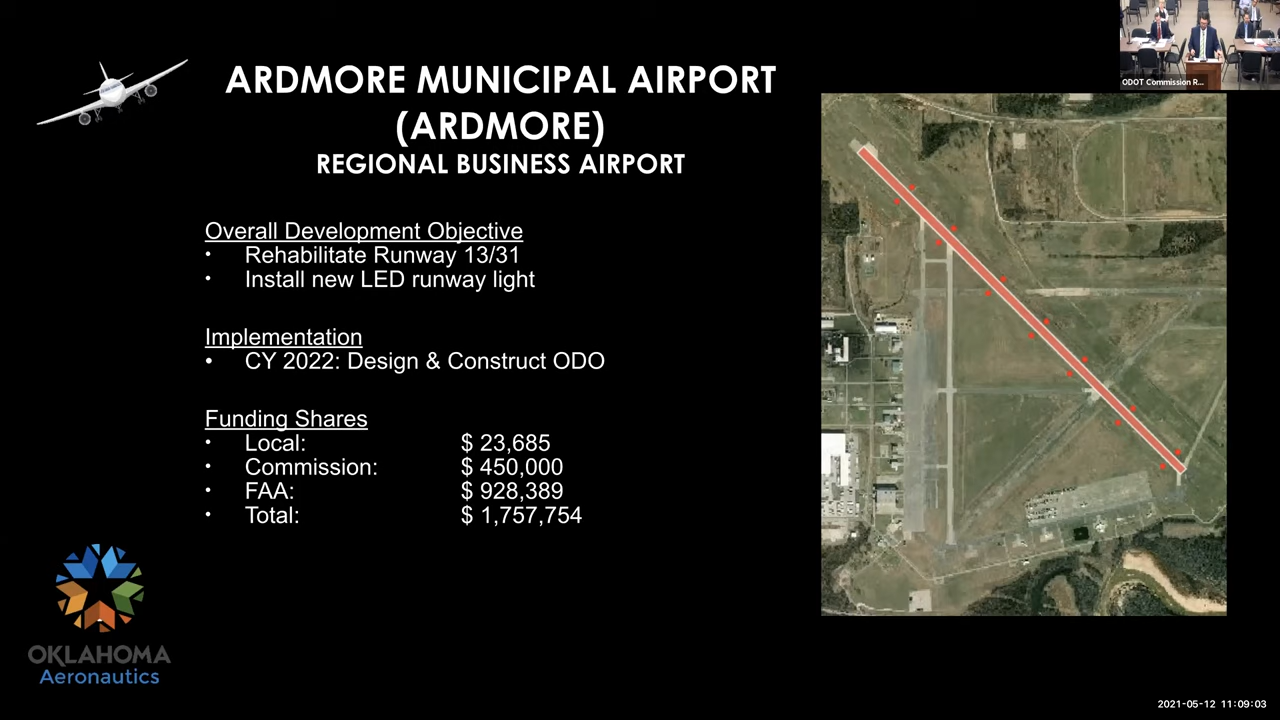 ARDMORE MUNICIPAL AIRPORT
(ARDMORE)
REGIONAL BUSINESS AIRPORT
Overall Development Objective
• Rehabilitate Runway 13/31
• Install new LED runway light
Implementation
• CY 2022: Design & Construct ODO
Funding Shares
• Local: $ 23,685
• Commission: $ 450,000
• FAA: $ 928,389
• Total: $ 1,757,754
OKLAHOMA
Aeronautics
ODOT Commission R...
2021-05-12 11:09:03